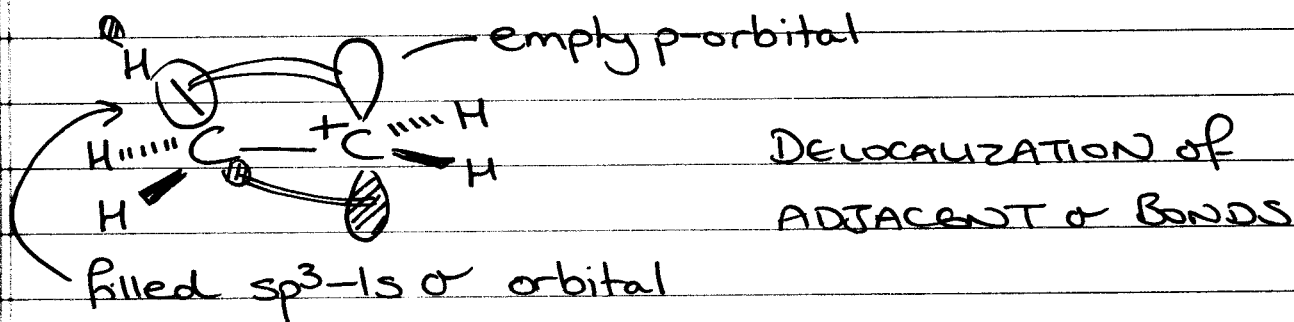 empty p-orbital
H
H C + C H
H H
DELOCALIZATION of
ADJACENT σ BONDS
filled sp³-1s σ orbital